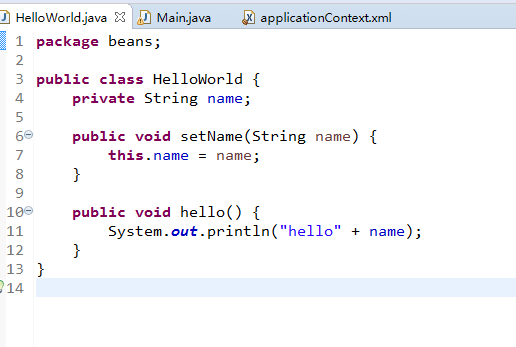 HelloWorld.java Main.java applicationContext.xml
1 package beans;
2
3 public class HelloWorld {
4 private String name;
5
6 public void setName(String name) {
7 this.name = name;
8 }
9
10 public void hello() {
11 System.out.println("hello" + name);
12 }
13 }
14